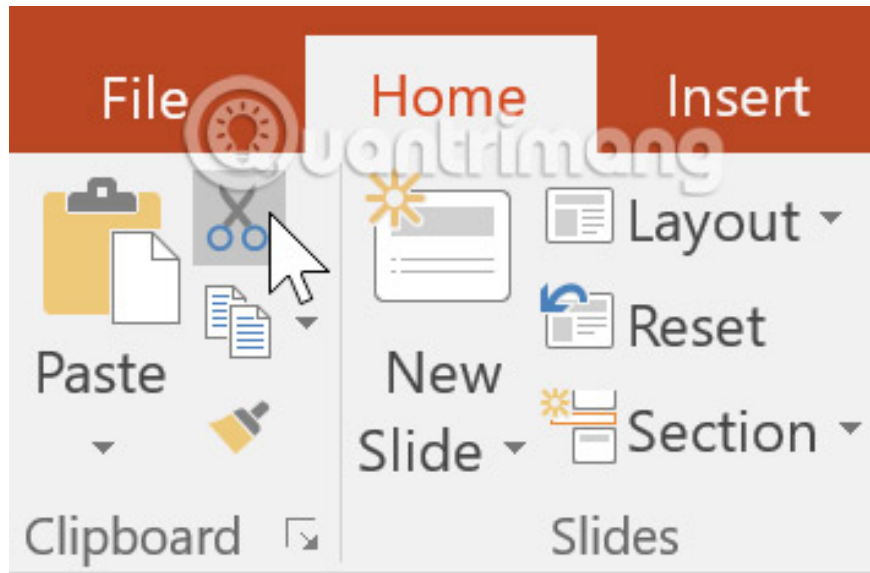 File Home Insert
Quantrimang
Layout
Reset
Paste
New
Slide
Section
Clipboard
Slides